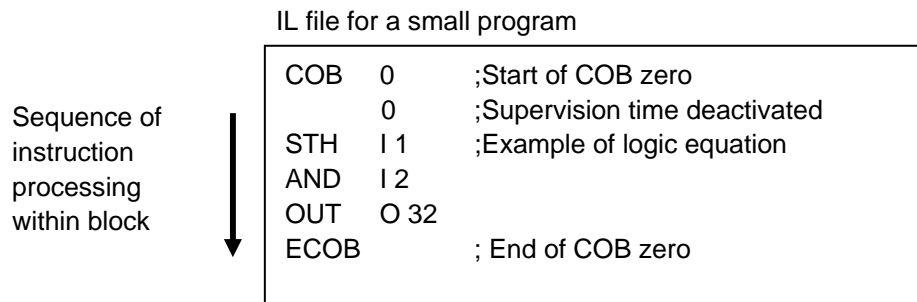 IL file for a small program
Sequence of
instruction
processing
within block
COB 0 ;Start of COB zero
0 ;Supervision time deactivated
STH I 1 ;Example of logic equation
AND I 2
OUT O 32
ECOB ; End of COB zero